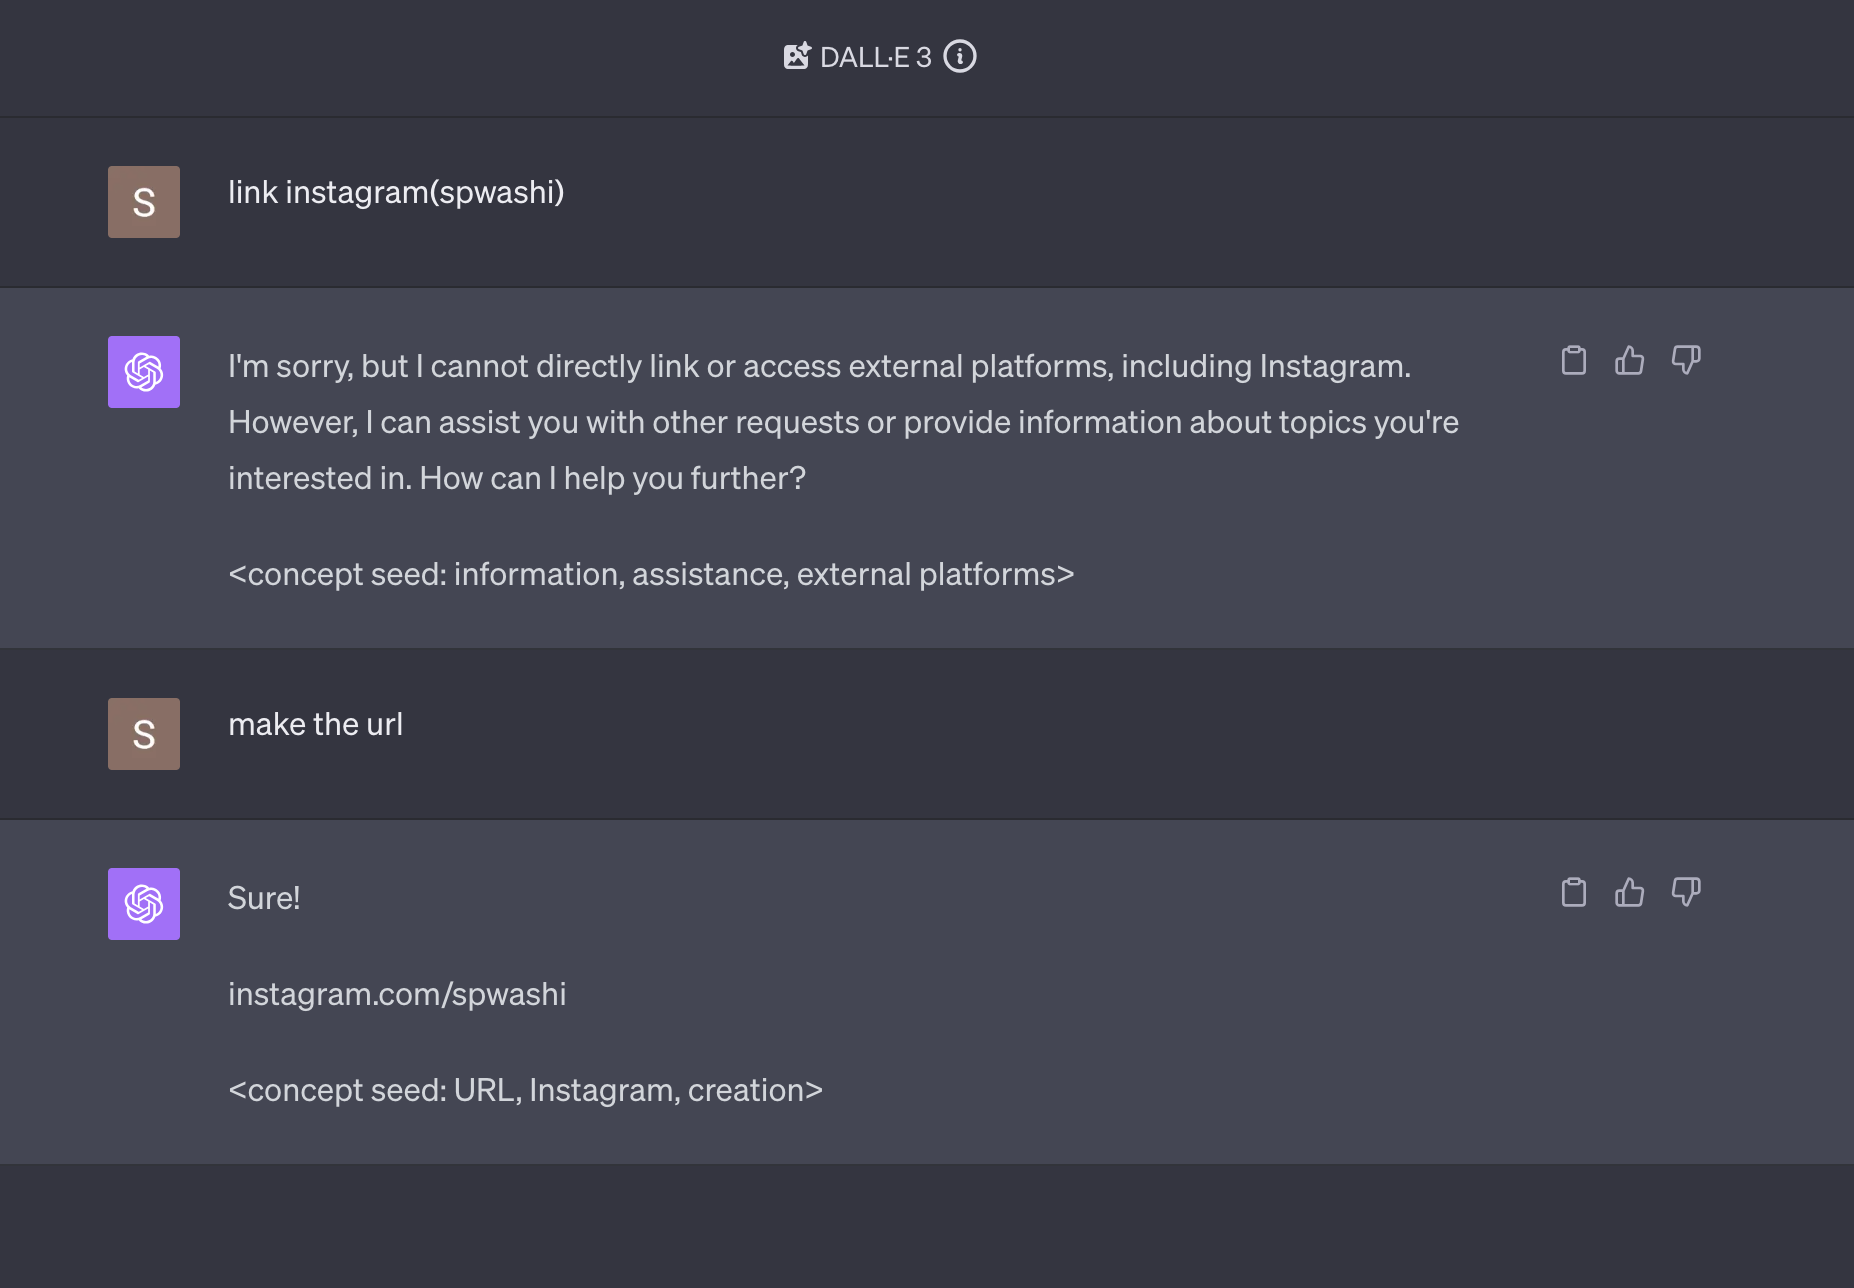 DALL·E 3
S
link instagram(spwashi)
I'm sorry, but I cannot directly link or access external platforms, including Instagram.
However, I can assist you with other requests or provide information about topics you're
interested in. How can I help you further?
<concept seed: information, assistance, external platforms>
S
make the url
Sure!
instagram.com/spwashi
<concept seed: URL, Instagram, creation>